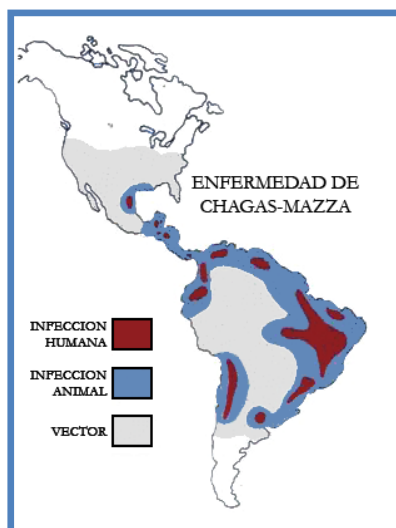 ENFERMEDAD DE
CHAGAS-MAZZA
INFECCION
HUMANA
INFECCION
ANIMAL
VECTOR